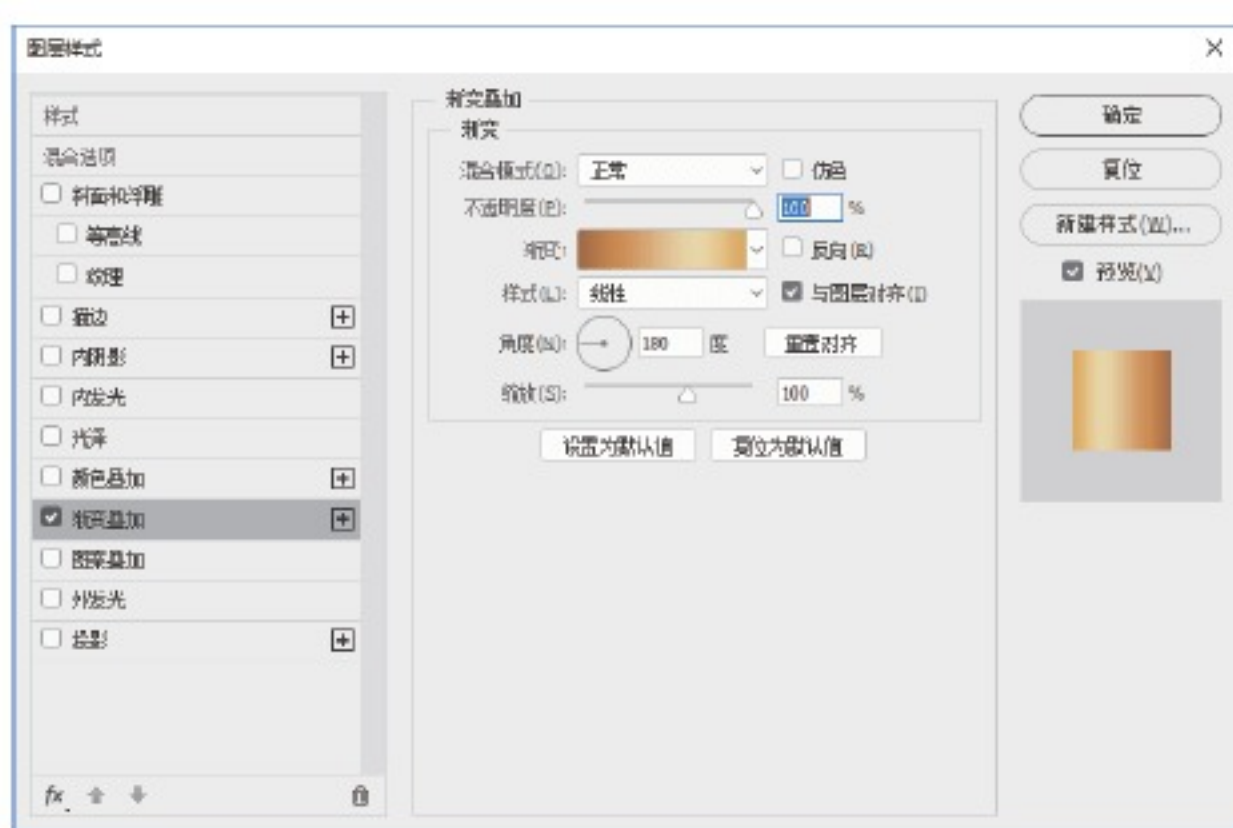 图层样式
样式
混合选项
斜面和浮雕
等高线
纹理
描边
内阴影
内发光
光泽
颜色叠加
渐变叠加
图案叠加
外发光
投影
fx
渐变叠加
渐变
混合模式(O): 正常 仿色
不透明度(P): 100 %
渐变: 反向(R)
样式(L): 线性 与图层对齐(I)
角度(N): 180 度 重置对齐
缩放(S): 100 %
设置为默认值 复位为默认值
确定
复位
新建样式(W)...
预览(V)